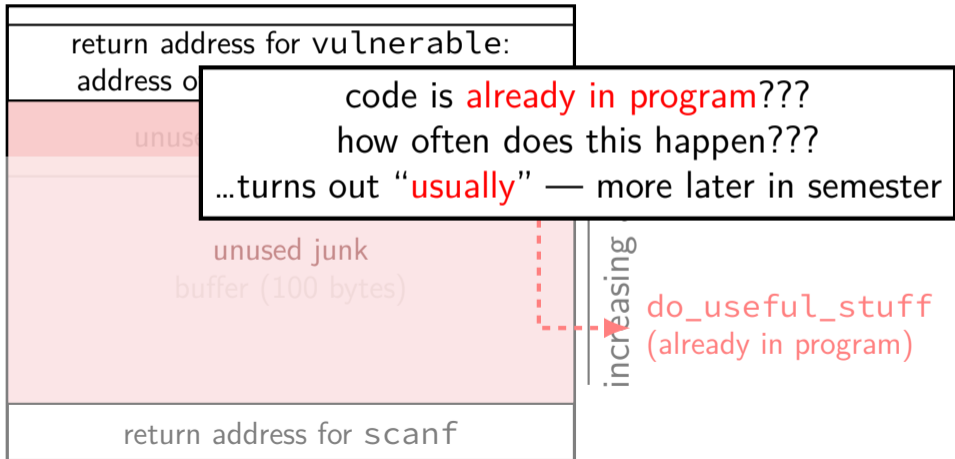 return address for vulnerable:
address o
code is already in program???
how often does this happen???
…turns out “usually” — more later in semester
unused junk
buffer (100 bytes)
increasing
do_useful_stuff
(already in program)
return address for scanf